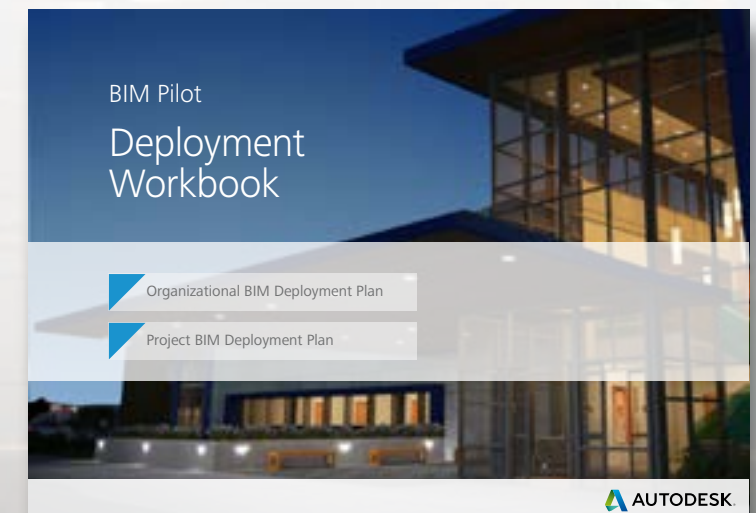 BIM Pilot
Deployment
Workbook
Organizational BIM Deployment Plan
Project BIM Deployment Plan
AUTODESK.